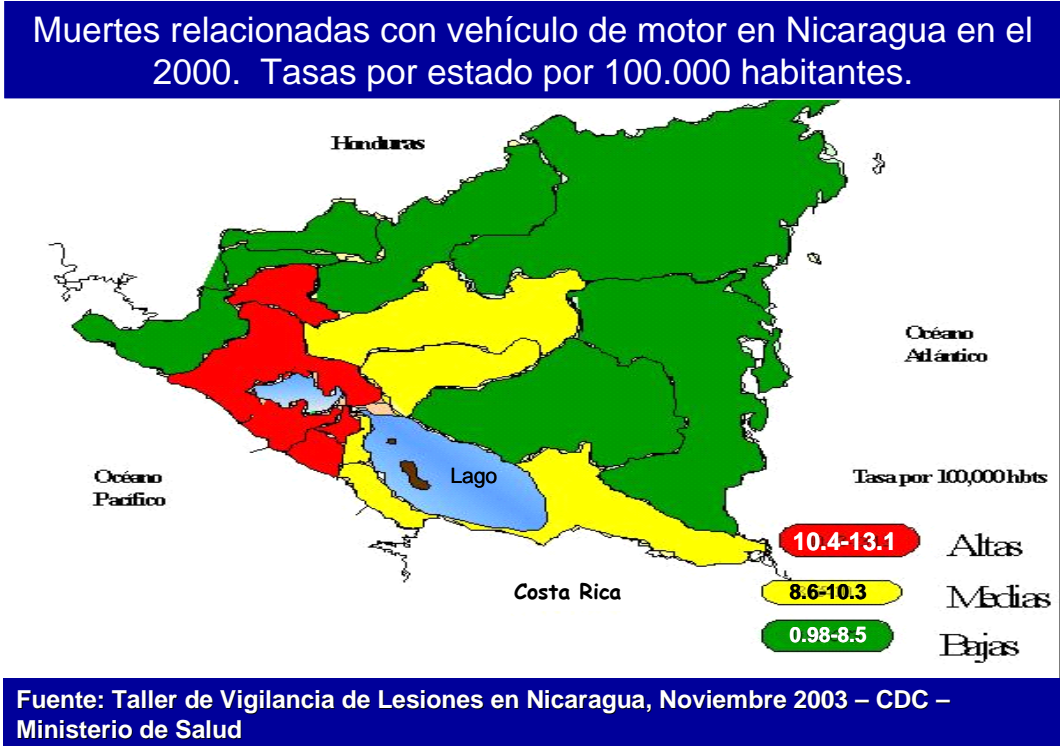 Muertes relacionadas con vehículo de motor en Nicaragua en el
2000. Tasas por estado por 100.000 habitantes.
Honduras
Océano
Atlántico
Lago
Océano
Pacífico
Tasa por 100,000 hbts
10.4-13.1 Altas
8.6-10.3 Medias
0.98-8.5 Bajas
Costa Rica
Fuente: Taller de Vigilancia de Lesiones en Nicaragua, Noviembre 2003 – CDC –
Ministerio de Salud